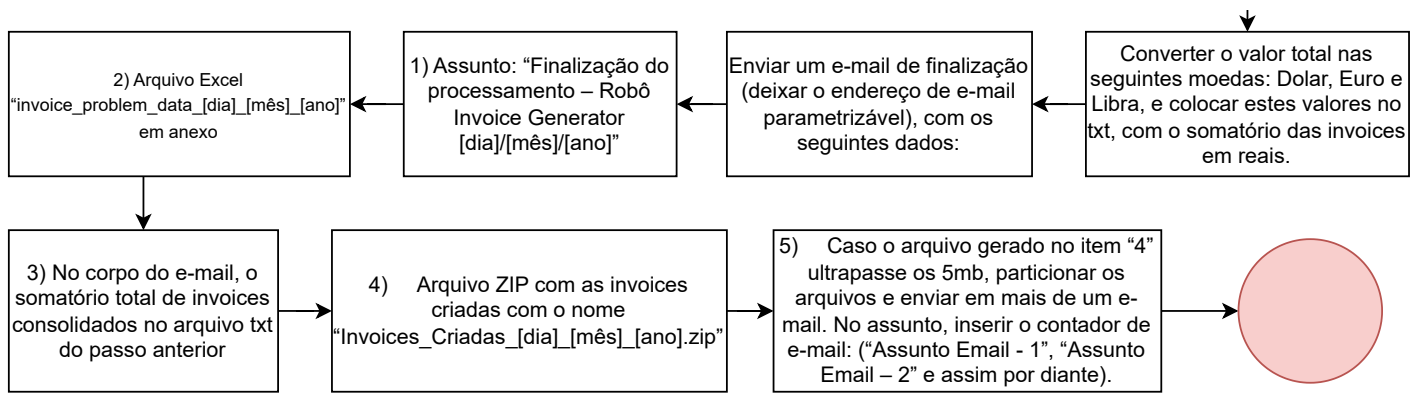 Converter o valor total nas
seguintes moedas: Dolar, Euro e
Libra, e colocar estes valores no
txt, com o somatório das invoices
em reais.
Enviar um e-mail de finalização
(deixar o endereço de e-mail
parametrizável), com os
seguintes dados:
1) Assunto: “Finalização do
processamento – Robô
Invoice Generator
[dia]/[mês]/[ano]”
2) Arquivo Excel
“invoice_problem_data_[dia]_[mês]_[ano]”
em anexo
3) No corpo do e-mail, o
somatório total de invoices
consolidados no arquivo txt
do passo anterior
4) Arquivo ZIP com as invoices
criadas com o nome
“Invoices_Criadas_[dia]_[mês]_[ano].zip”
5) Caso o arquivo gerado no item “4”
ultrapasse os 5mb, particionar os
arquivos e enviar em mais de um e-
mail. No assunto, inserir o contador de
e-mail: (“Assunto Email - 1”, “Assunto
Email – 2” e assim por diante).